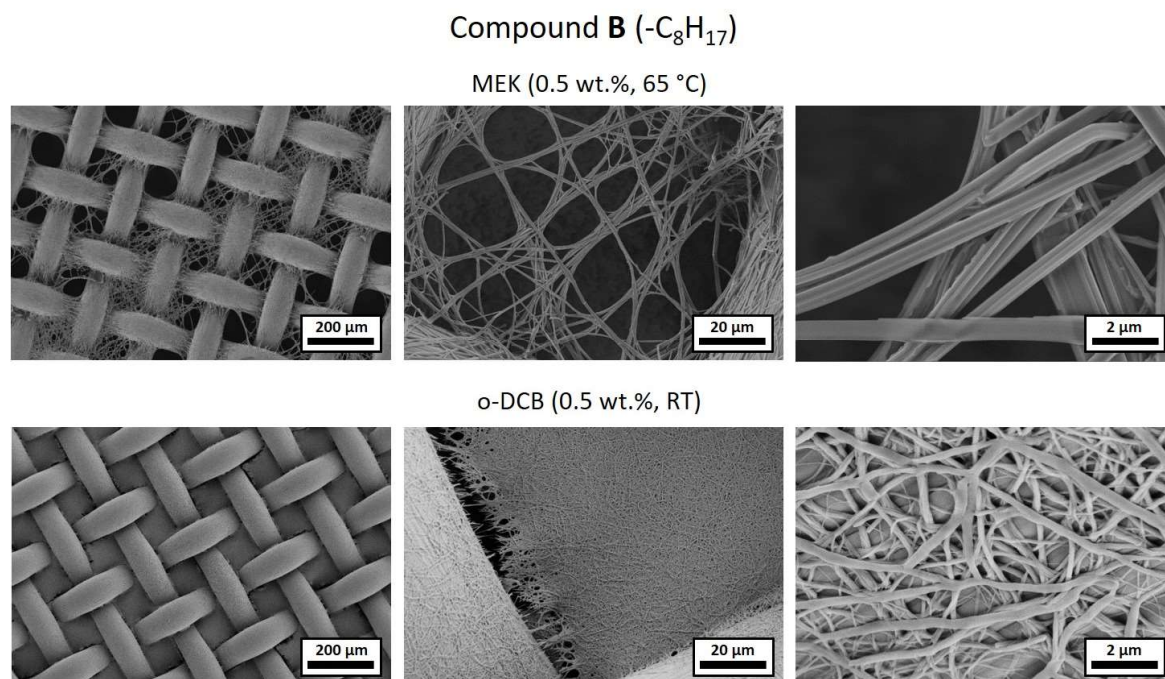 Compound B (-C₈H₁₇)
MEK (0.5 wt.%, 65 °C)
200 µm
20 µm
2 µm
o-DCB (0.5 wt.%, RT)
200 µm
20 µm
2 µm